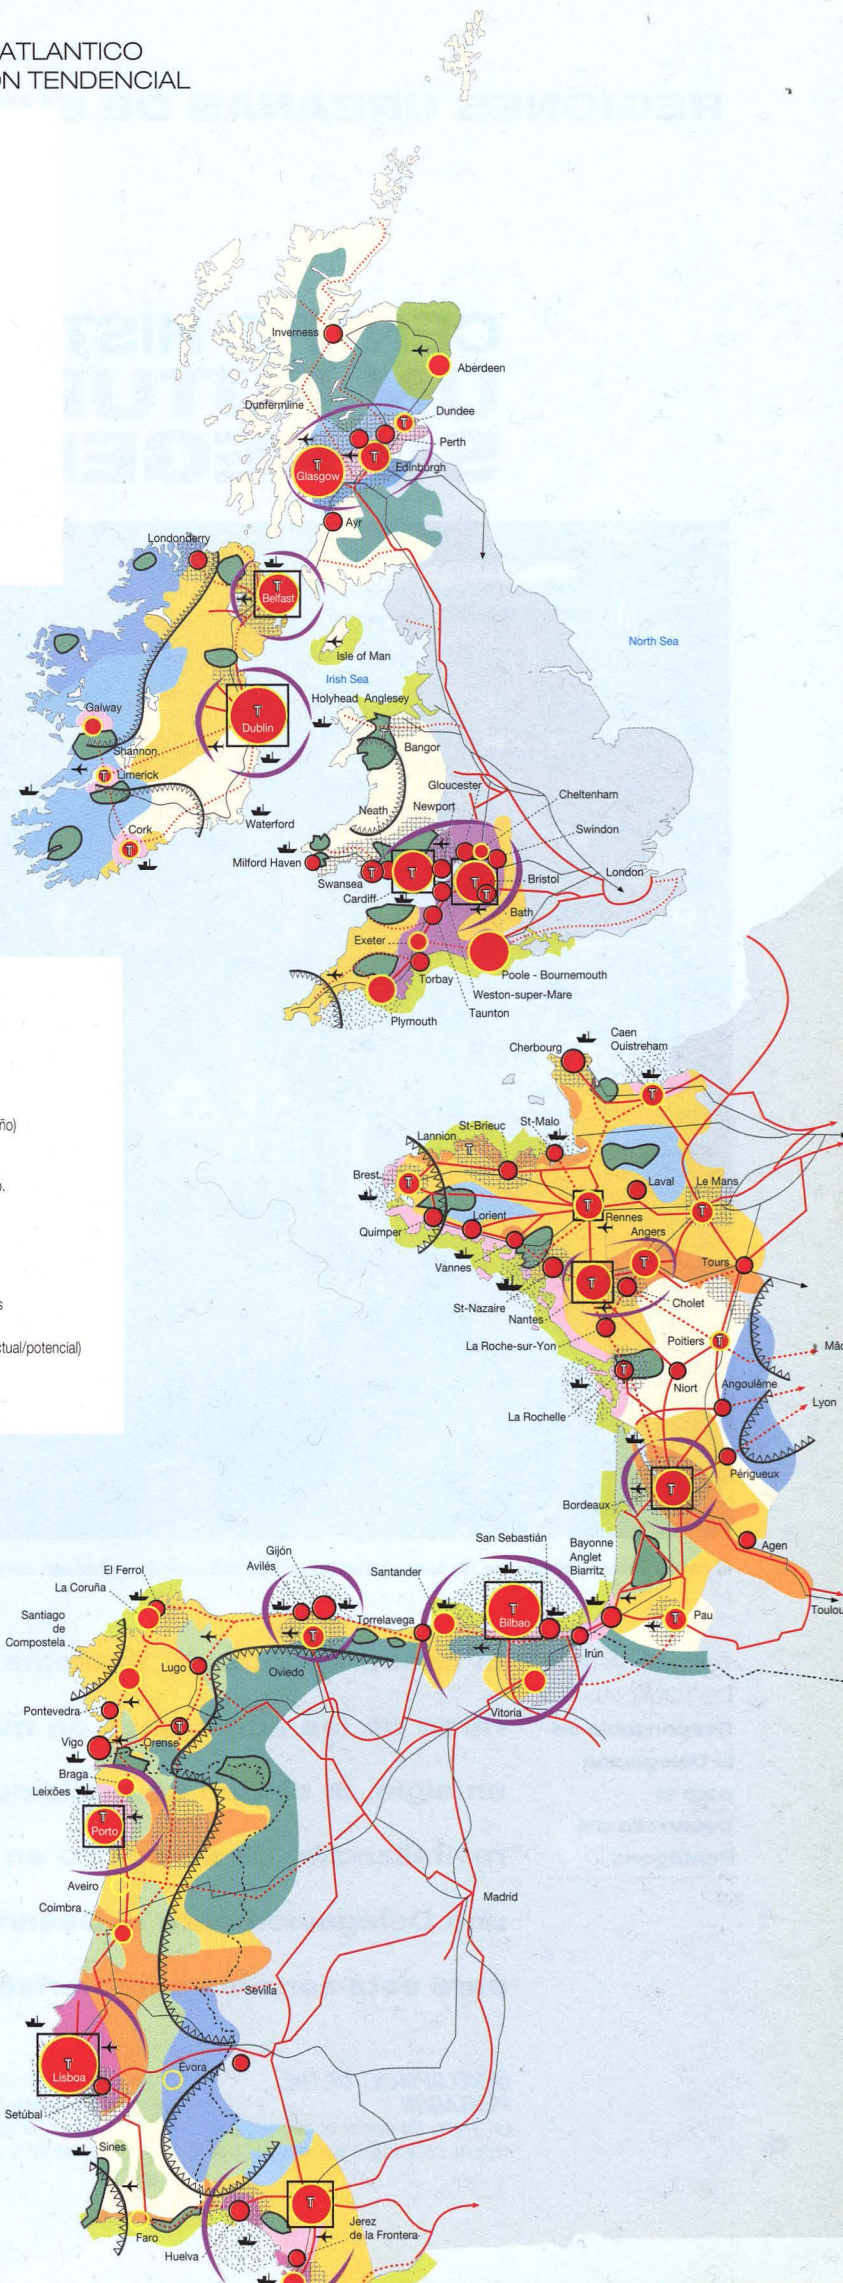 ATLANTICO
ON TENDENCIAL
Inverness
Aberdeen
Dunfermline
Dundee
Perth
T
Glasgow
T
T
Edinburgh
Ayr
Londonderry
T
Belfast
North Sea
Isle of Man
Irish Sea
Holyhead Anglesey
Galway
T
Dublin
T
Bangor
Shannon
T
Limerick
Gloucester
Cheltenham
Neath
Newport
Waterford
Swindon
Cork
T
Milford Haven
London
Swansea
T
T
T
Bristol
Cardiff
T
Bath
Exeter
Torbay
Poole - Bournemouth
Weston-super-Mare
Taunton
Plymouth
Caen
Ouistreham
Cherbourg
T
ño)
St-Brieuc
St-Malo
Lannion
T
Brest
T
Laval
Le Mans
o.
T
Lorient
T
Rennes
Quimper
Angers
Vannes
T
Tours
St-Nazaire
T
Cholet
Nantes
s
Poitiers
T
La Roche-sur-Yon
Mâc
ctual/potencial)
T
Niort
Angoulême
La Rochelle
Lyon
Périgueux
T
Bordeaux
Gijón
San Sebastián
Bayonne
Anglet
Biarritz
Agen
Avilés
El Ferrol
Santander
La Coruña
Toulou
Santiago
de
Compostela
Torrelavega
T
Bilbao
T
Pau
T
Irún
Lugo
Oviedo
Vitoria
Pontevedra
T
Vigo
Orense
Braga
Leixões
T
Porto
Aveiro
Madrid
Coimbra
Sevilla
T
Lisboa
Évora
Setúbal
Sines
T
Jerez
de la Frontera
Faro
Huelva